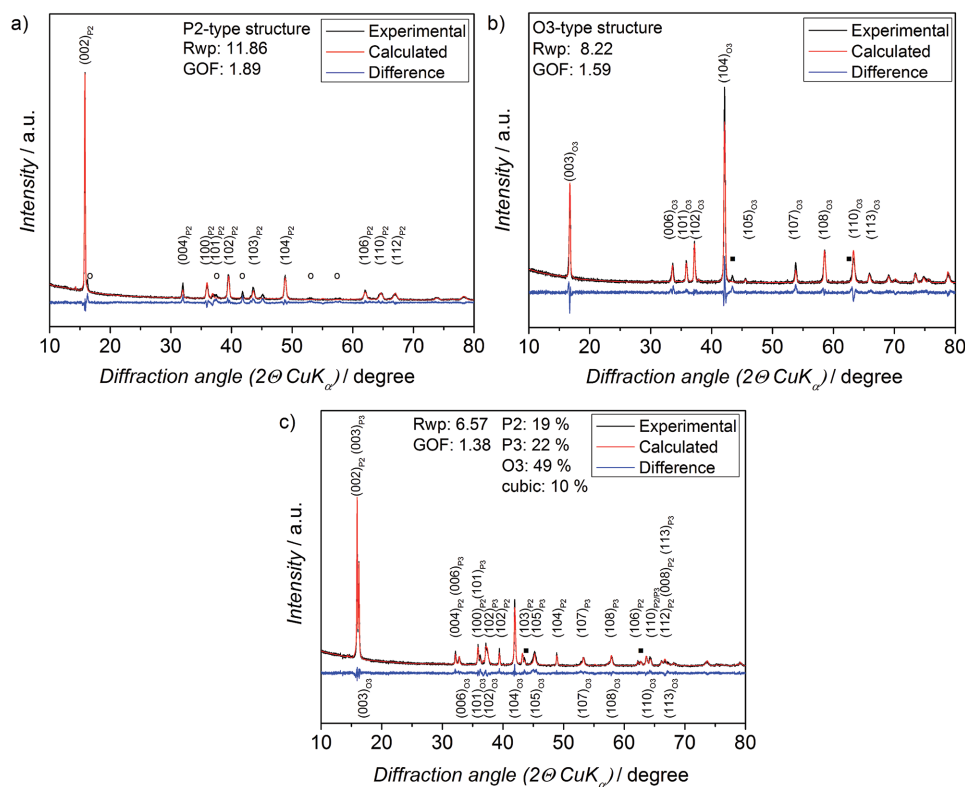 a)
P2-type structure
Rwp: 11.86
GOF: 1.89
Experimental
Calculated
Difference
(002)P2
(004)P2
(100)P2
(101)P2
(102)P2
(103)P2
(104)P2
(106)P2
(110)P2
(112)P2
o o o o o
Intensity / a.u.
10 20 30 40 50 60 70 80
Diffraction angle (2Θ CuKα) / degree
b)
O3-type structure
Rwp: 8.22
GOF: 1.59
Experimental
Calculated
Difference
(003)O3
(006)O3
(101)O3
(102)O3
(104)O3
(105)O3
(107)O3
(108)O3
(110)O3
(113)O3
Intensity / a.u.
10 20 30 40 50 60 70 80
Diffraction angle (2Θ CuKα) / degree
c)
Rwp: 6.57 P2: 19 %
GOF: 1.38 P3: 22 %
O3: 49 %
cubic: 10 %
Experimental
Calculated
Difference
(002)P2 (003)P3
(004)P2 (006)P3
(100)P2 (101)P3
(102)P3
(102)P2
(103)P2
(105)P3
(104)P2
(107)P3
(108)P3
(106)P2
(110)P2/P3
(112)P2 (008)P2 (113)P3
(003)O3
(006)O3
(101)O3
(102)O3
(104)O3
(105)O3
(107)O3
(108)O3
(110)O3
(113)O3
Intensity / a.u.
10 20 30 40 50 60 70 80
Diffraction angle (2Θ CuKα) / degree